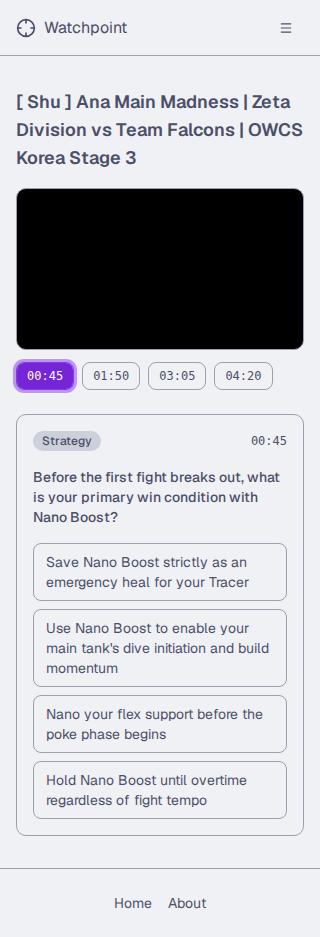 Watchpoint
[ Shu ] Ana Main Madness | Zeta
Division vs Team Falcons | OWCS
Korea Stage 3
00:45 01:50 03:05 04:20
Strategy 00:45
Before the first fight breaks out, what
is your primary win condition with
Nano Boost?
Save Nano Boost strictly as an
emergency heal for your Tracer
Use Nano Boost to enable your
main tank's dive initiation and build
momentum
Nano your flex support before the
poke phase begins
Hold Nano Boost until overtime
regardless of fight tempo
Home About